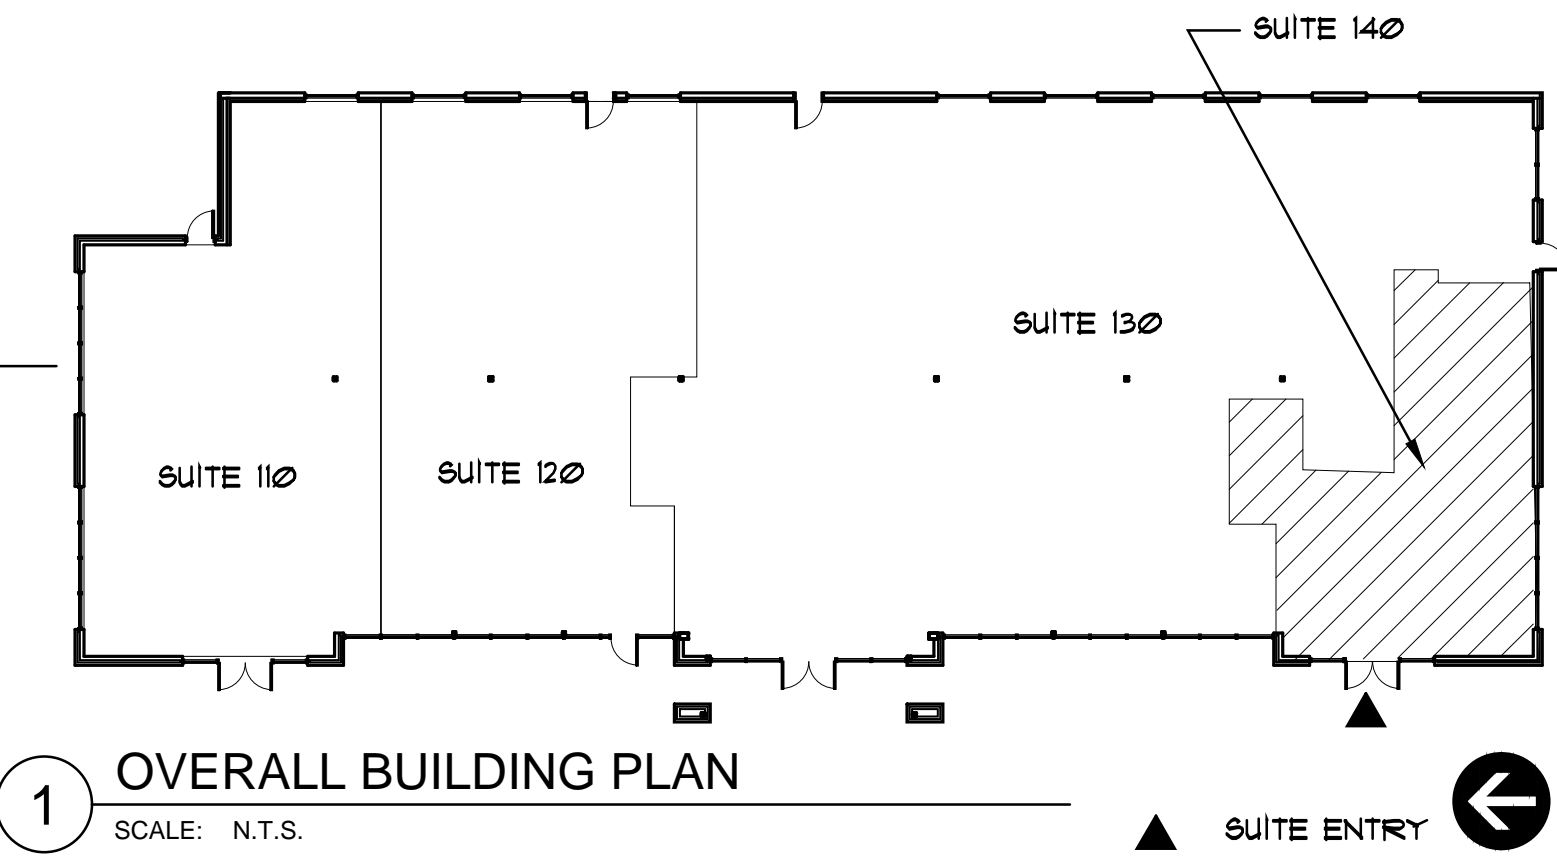 SUITE 140
SUITE 130
SUITE 110
SUITE 120
OVERALL BUILDING PLAN
1
SCALE: N.T.S.
SUITE ENTRY